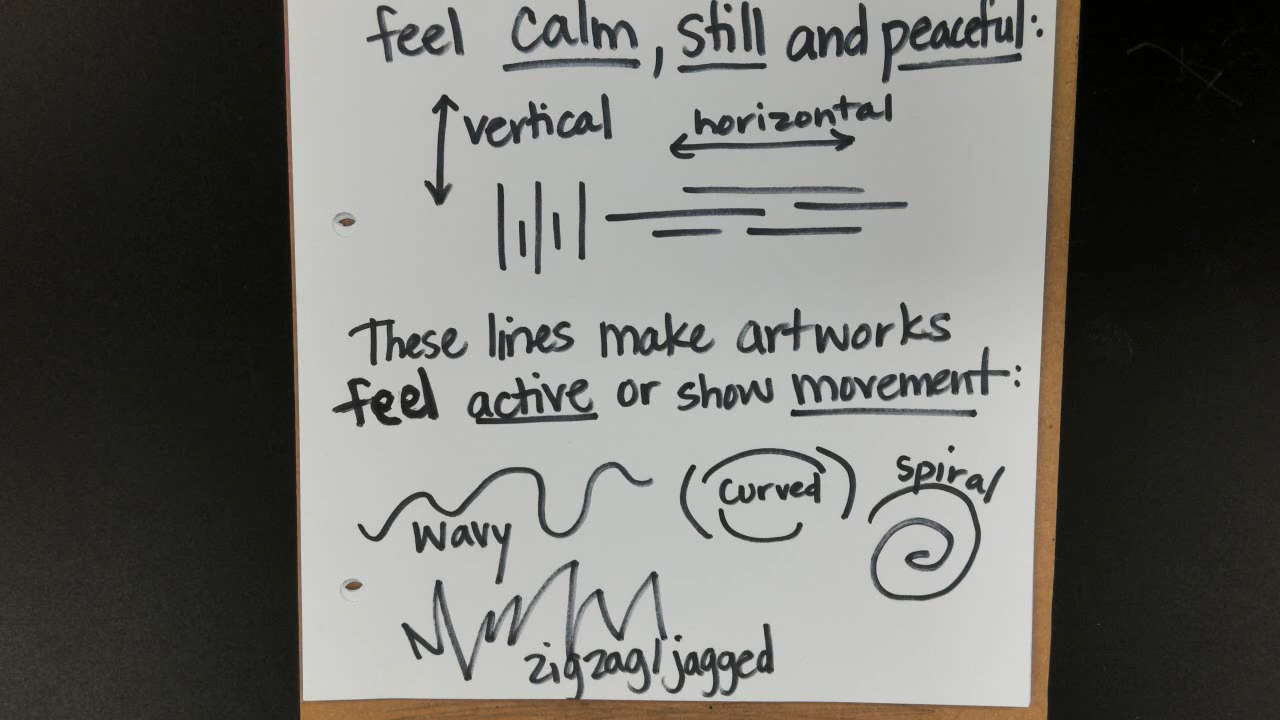 feel calm, still and peaceful:
vertical
horizontal
These lines make artworks
feel active or show movement:
wavy
curved
spiral
zigzag/jagged